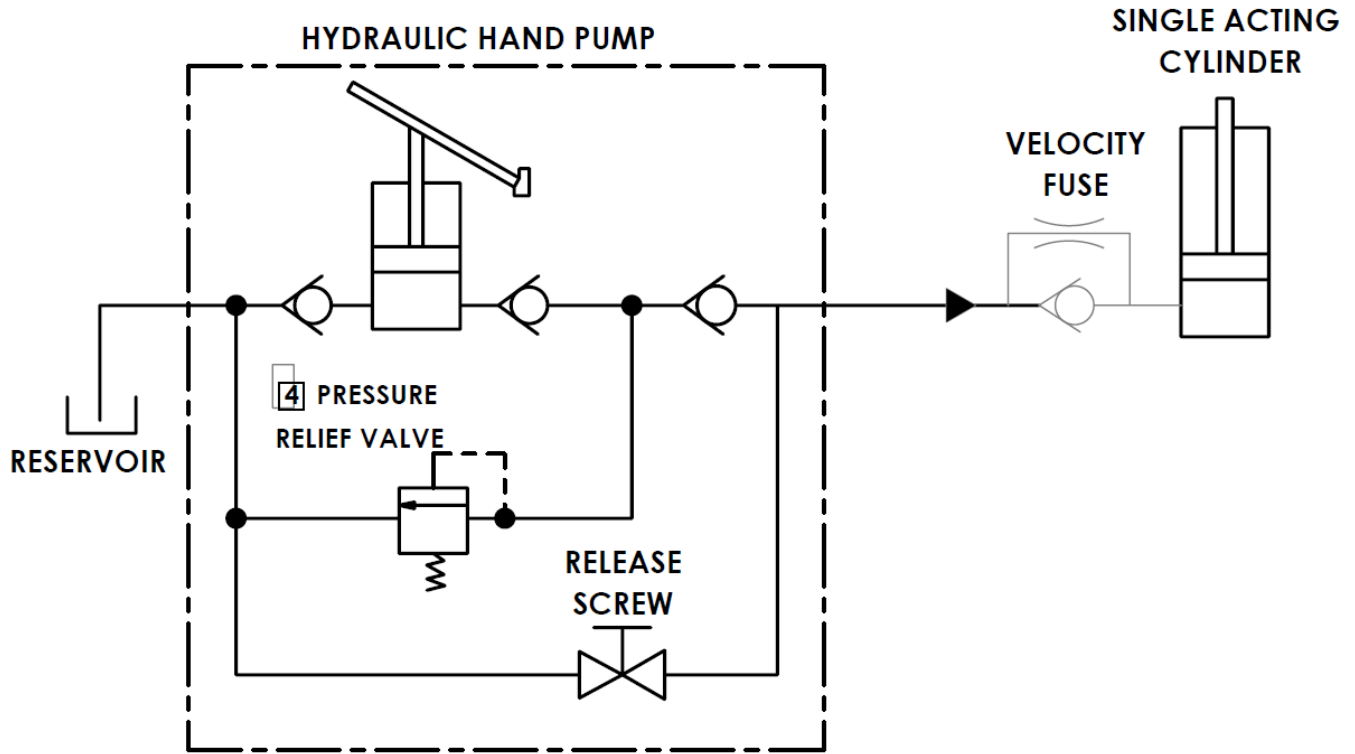 HYDRAULIC HAND PUMP
SINGLE ACTING
CYLINDER
VELOCITY
FUSE
4 PRESSURE
RELIEF VALVE
RESERVOIR
RELEASE
SCREW